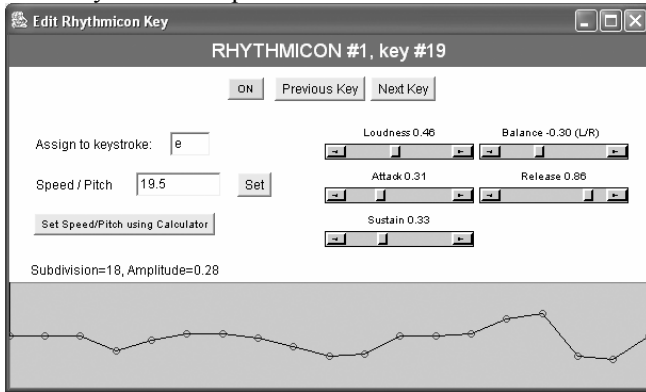 Edit Rhythmicon Key
RHYTHMICON #1, key #19
ON Previous Key Next Key
Loudness 0.46 Balance -0.30 (L/R)
Assign to keystroke: e
Attack 0.31 Release 0.86
Speed / Pitch 19.5 Set
Sustain 0.33
Set Speed/Pitch using Calculator
Subdivision=18, Amplitude=0.28